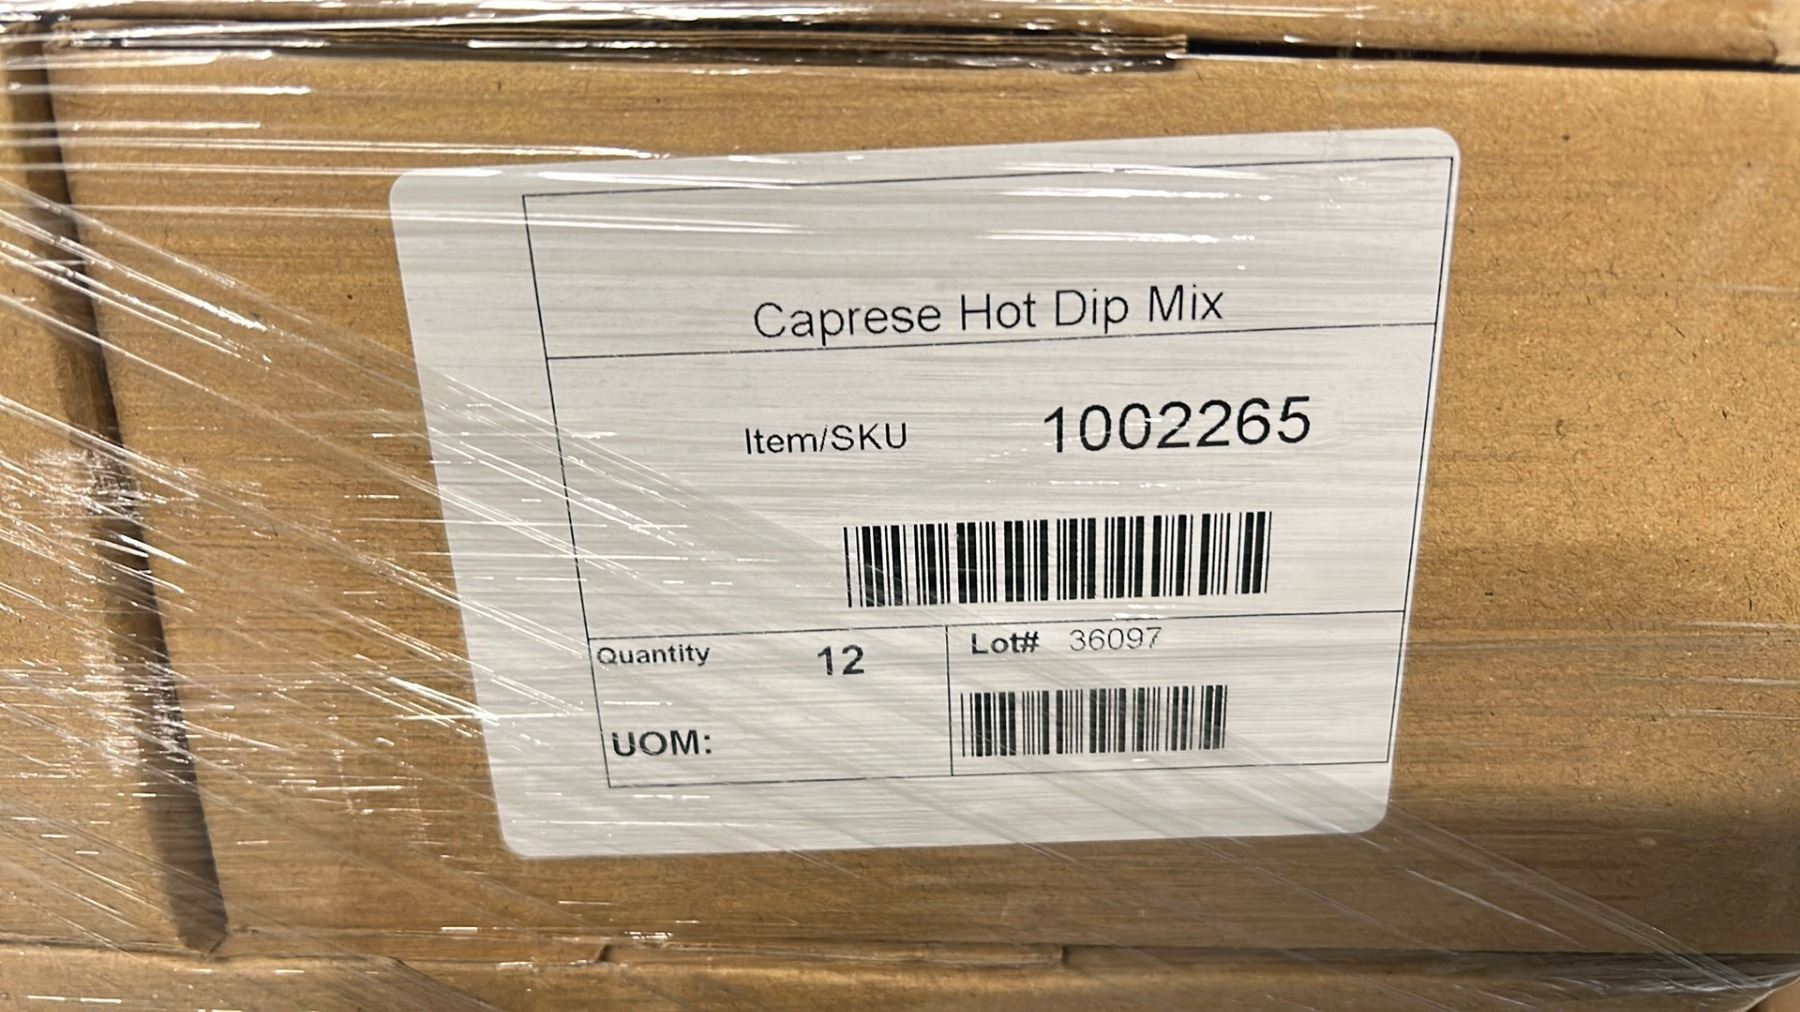 Caprese Hot Dip Mix
Item/SKU 1002265
Quantity 12
Lot# 36097
UOM: